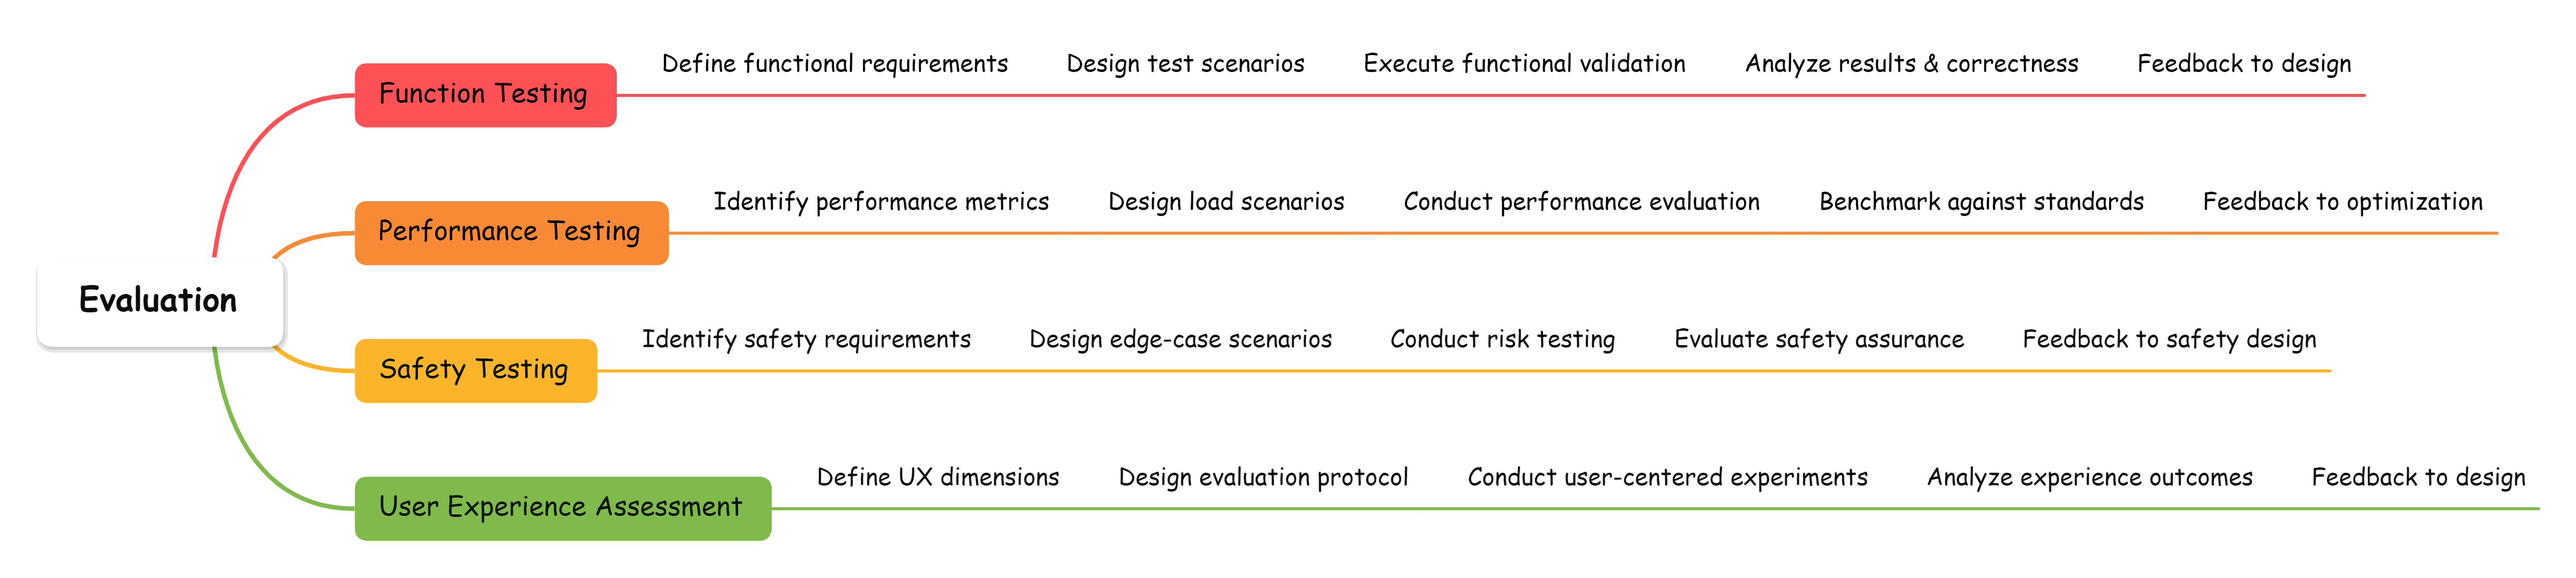 Evaluation
Function Testing
Define functional requirements
Design test scenarios
Execute functional validation
Analyze results & correctness
Feedback to design
Performance Testing
Identify performance metrics
Design load scenarios
Conduct performance evaluation
Benchmark against standards
Feedback to optimization
Safety Testing
Identify safety requirements
Design edge-case scenarios
Conduct risk testing
Evaluate safety assurance
Feedback to safety design
User Experience Assessment
Define UX dimensions
Design evaluation protocol
Conduct user-centered experiments
Analyze experience outcomes
Feedback to design